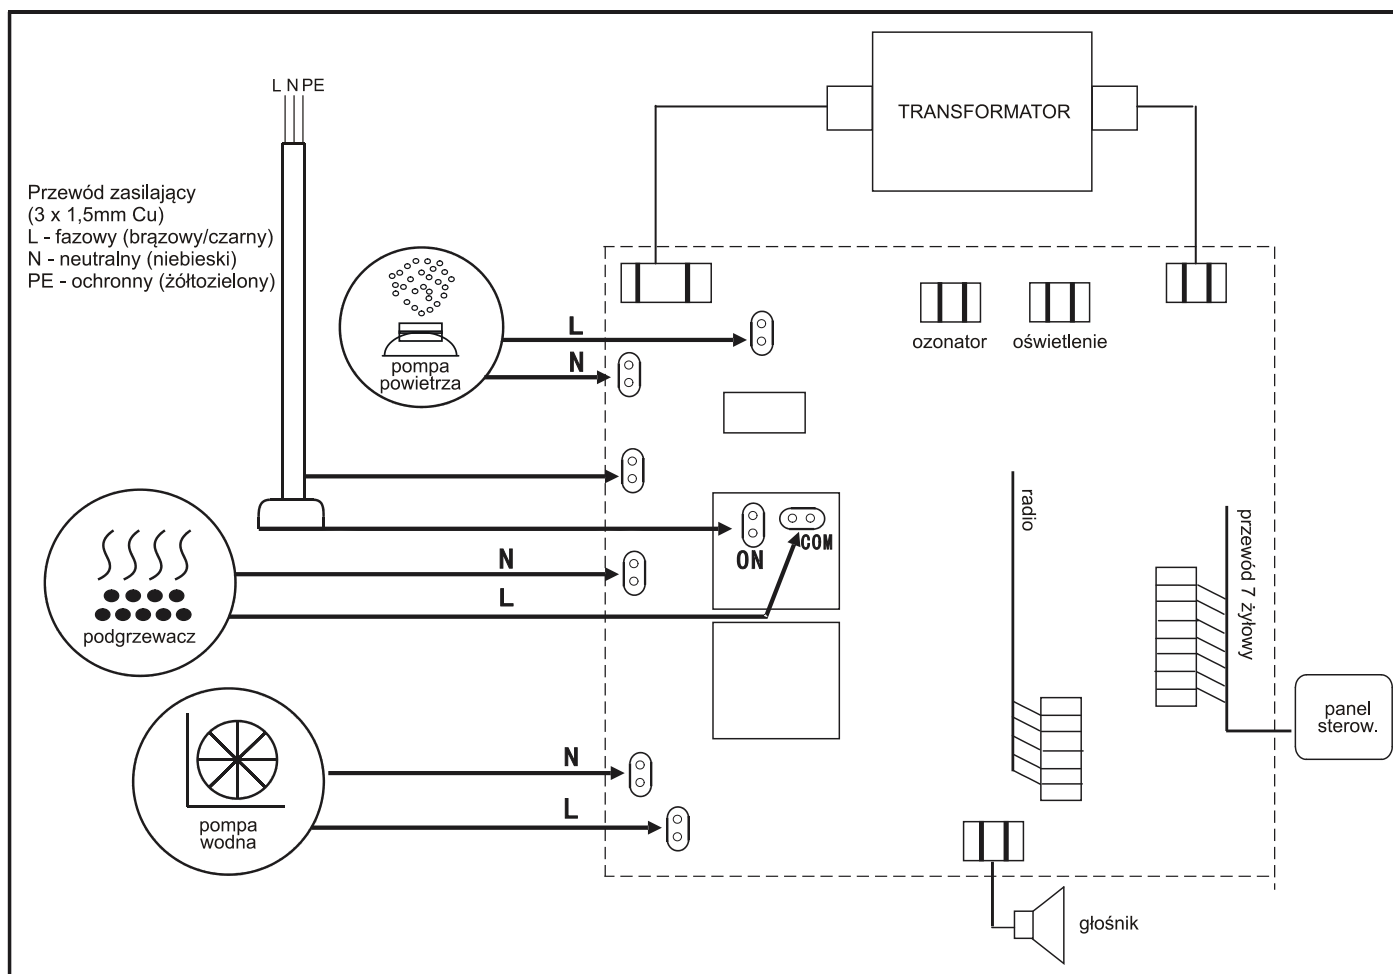 L N PE
TRANSFORMATOR
Przewód zasilający
(3 x 1,5mm Cu)
L - fazowy (brązowy/czarny)
N - neutralny (niebieski)
PE - ochronny (żółtozielony)
pompa
powietrza
L
N
ozonator
oświetlenie
radio
przewód 7 żyłowy
ON
COM
N
L
podgrzewacz
panel
sterow.
N
L
pompa
wodna
głośnik